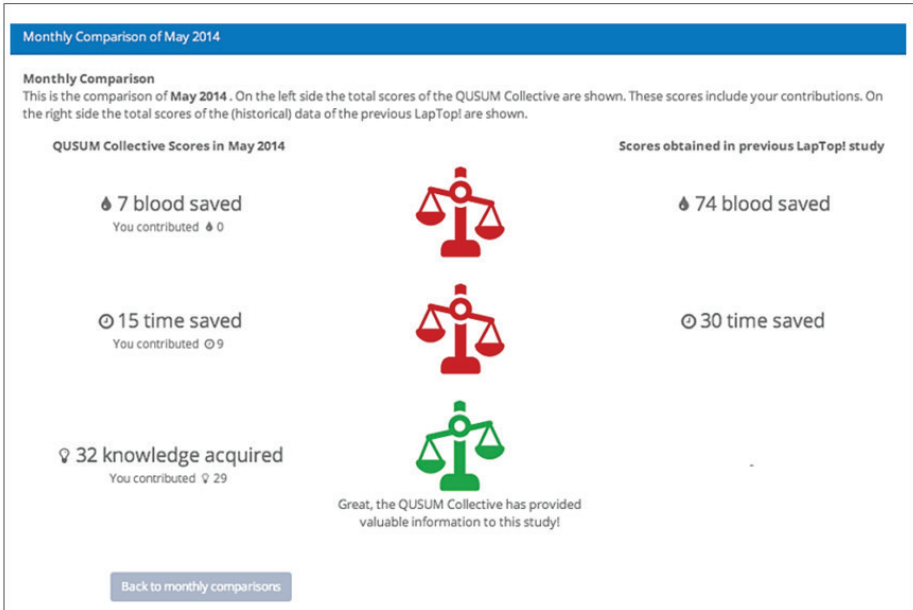 Monthly Comparison of May 2014
Monthly Comparison
This is the comparison of May 2014 . On the left side the total scores of the QUSUM Collective are shown. These scores include your contributions. On
the right side the total scores of the (historical) data of the previous LapTop! are shown.
QUSUM Collective Scores in May 2014
Scores obtained in previous LapTop! study
7 blood saved
You contributed 0
74 blood saved
15 time saved
You contributed 9
30 time saved
32 knowledge acquired
You contributed 29
-
Great, the QUSUM Collective has provided
valuable information to this study!
Back to monthly comparisons